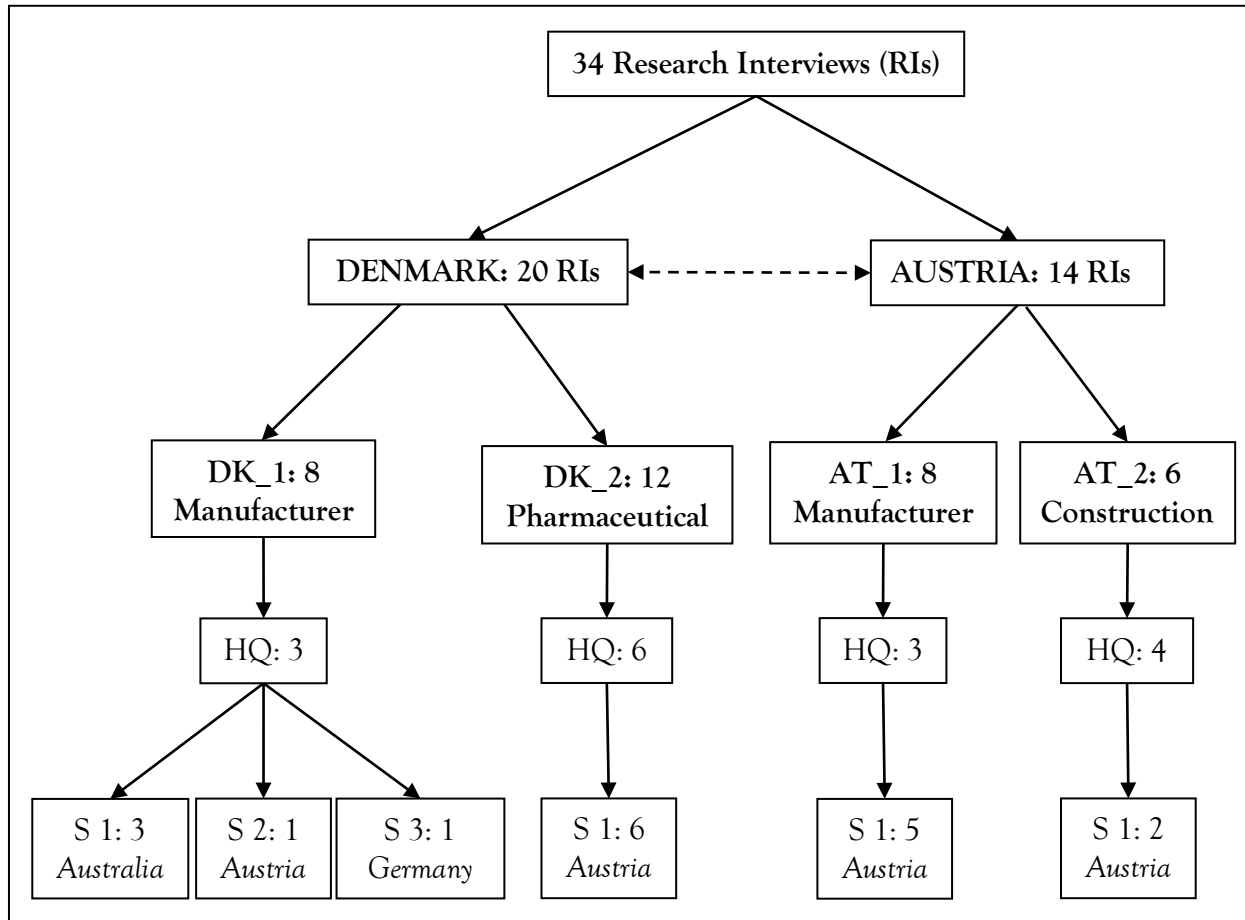 34 Research Interviews (RIs)
DENMARK: 20 RIs
AUSTRIA: 14 RIs
DK_1: 8
Manufacturer
DK_2: 12
Pharmaceutical
AT_1: 8
Manufacturer
AT_2: 6
Construction
HQ: 3
HQ: 6
HQ: 3
HQ: 4
S 1: 3
Australia
S 2: 1
Austria
S 3: 1
Germany
S 1: 6
Austria
S 1: 5
Austria
S 1: 2
Austria